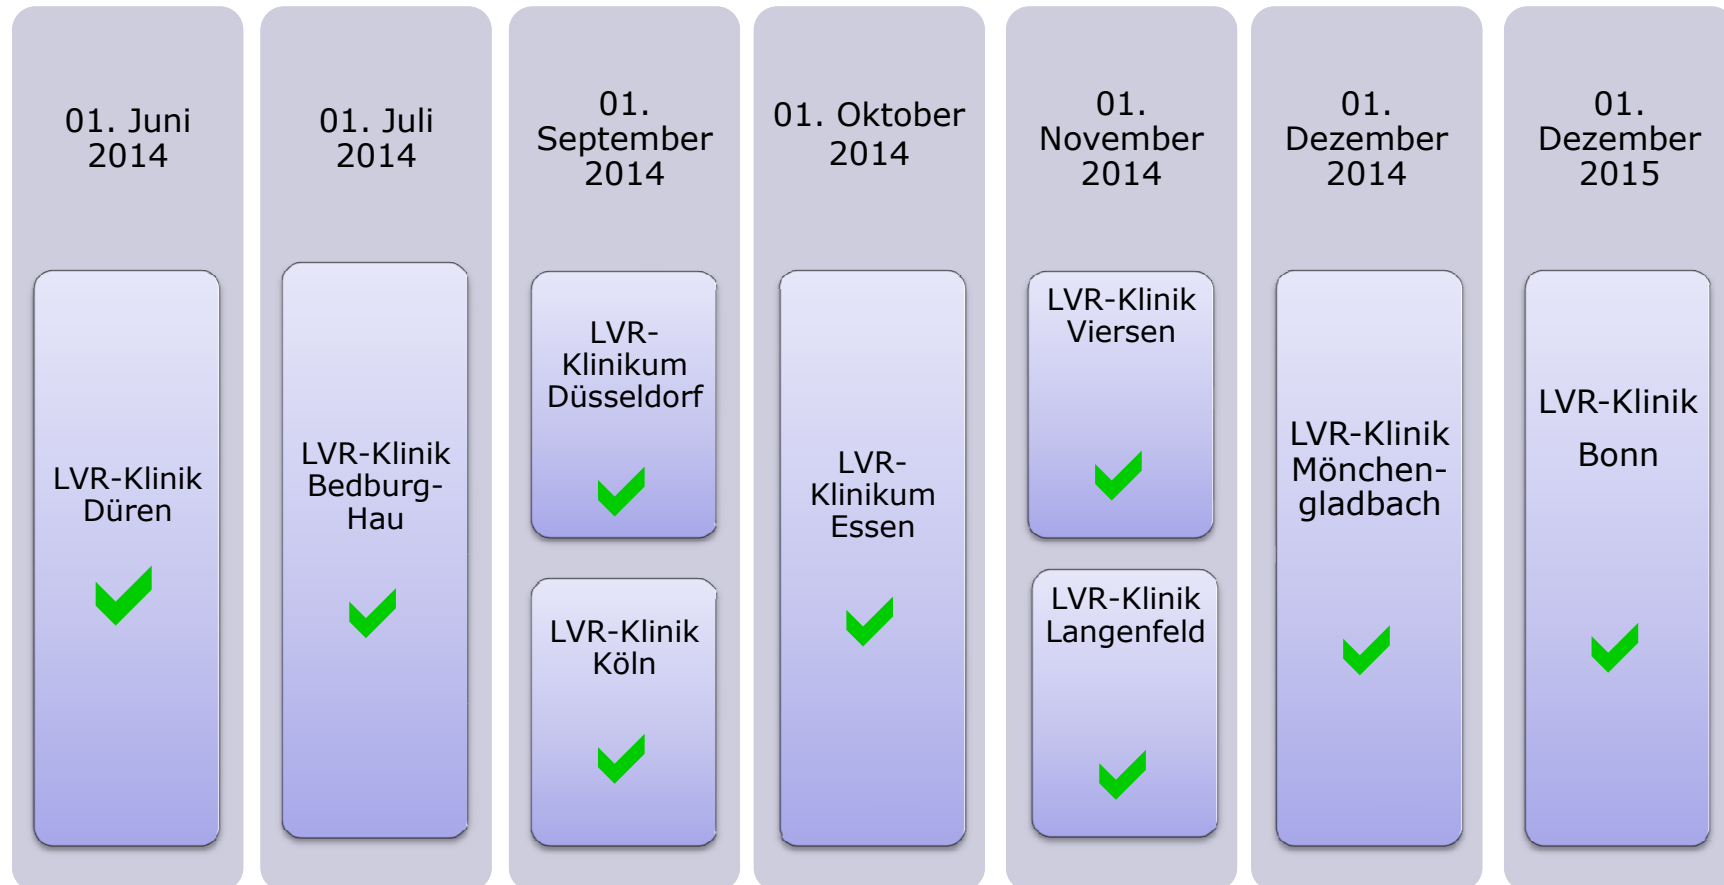 01. Juni
2014
LVR-Klinik
Düren
01. Juli
2014
LVR-Klinik
Bedburg-
Hau
01.
September
2014
LVR-
Klinikum
Düsseldorf
LVR-Klinik
Köln
01. Oktober
2014
LVR-
Klinikum
Essen
01.
November
2014
LVR-Klinik
Viersen
LVR-Klinik
Langenfeld
01.
Dezember
2014
LVR-Klinik
Mönchen-
gladbach
01.
Dezember
2015
LVR-Klinik
Bonn